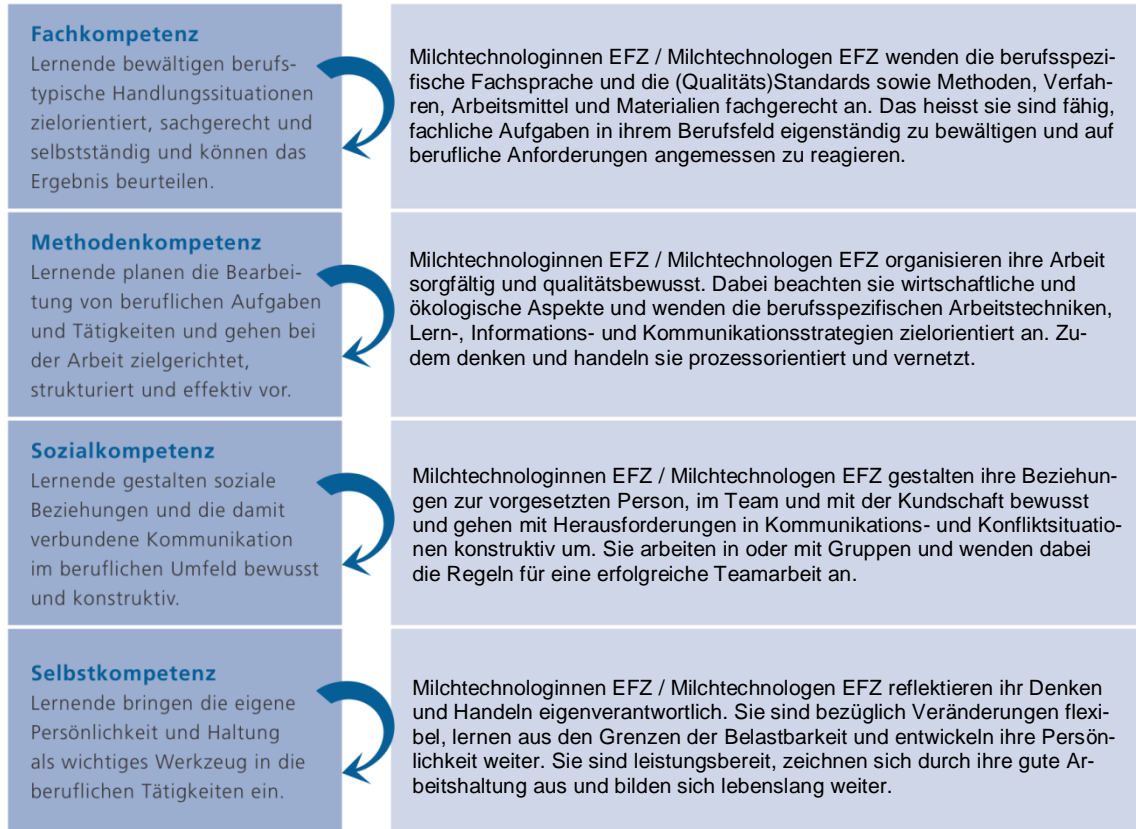 Fachkompetenz
Lernende bewältigen berufs-
typische Handlungssituationen
zielorientiert, sachgerecht und
selbstständig und können das
Ergebnis beurteilen.
Milchtechnologinnen EFZ / Milchtechnologen EFZ wenden die berufsspezi-
fische Fachsprache und die (Qualitäts)Standards sowie Methoden, Verfah-
ren, Arbeitsmittel und Materialien fachgerecht an. Das heisst sie sind fähig,
fachliche Aufgaben in ihrem Berufsfeld eigenständig zu bewältigen und auf
berufliche Anforderungen angemessen zu reagieren.
Methodenkompetenz
Lernende planen die Bearbei-
tung von beruflichen Aufgaben
und Tätigkeiten und gehen bei
der Arbeit zielgerichtet,
strukturiert und effektiv vor.
Milchtechnologinnen EFZ / Milchtechnologen EFZ organisieren ihre Arbeit
sorgfältig und qualitätsbewusst. Dabei beachten sie wirtschaftliche und
ökologische Aspekte und wenden die berufsspezifischen Arbeitstechniken,
Lern-, Informations- und Kommunikationsstrategien zielorientiert an. Zu-
dem denken und handeln sie prozessorientiert und vernetzt.
Sozialkompetenz
Lernende gestalten soziale
Beziehungen und die damit
verbundene Kommunikation
im beruflichen Umfeld bewusst
und konstruktiv.
Milchtechnologinnen EFZ / Milchtechnologen EFZ gestalten ihre Beziehun-
gen zur vorgesetzten Person, im Team und mit der Kundschaft bewusst
und gehen mit Herausforderungen in Kommunikations- und Konfliktsituatio-
nen konstruktiv um. Sie arbeiten in oder mit Gruppen und wenden dabei
die Regeln für eine erfolgreiche Teamarbeit an.
Selbstkompetenz
Lernende bringen die eigene
Persönlichkeit und Haltung
als wichtiges Werkzeug in die
beruflichen Tätigkeiten ein.
Milchtechnologinnen EFZ / Milchtechnologen EFZ reflektieren ihr Denken
und Handeln eigenverantwortlich. Sie sind bezüglich Veränderungen flexi-
bel, lernen aus den Grenzen der Belastbarkeit und entwickeln ihre Persön-
lichkeit weiter. Sie sind leistungsbereit, zeichnen sich durch ihre gute Ar-
beitshaltung aus und bilden sich lebenslang weiter.